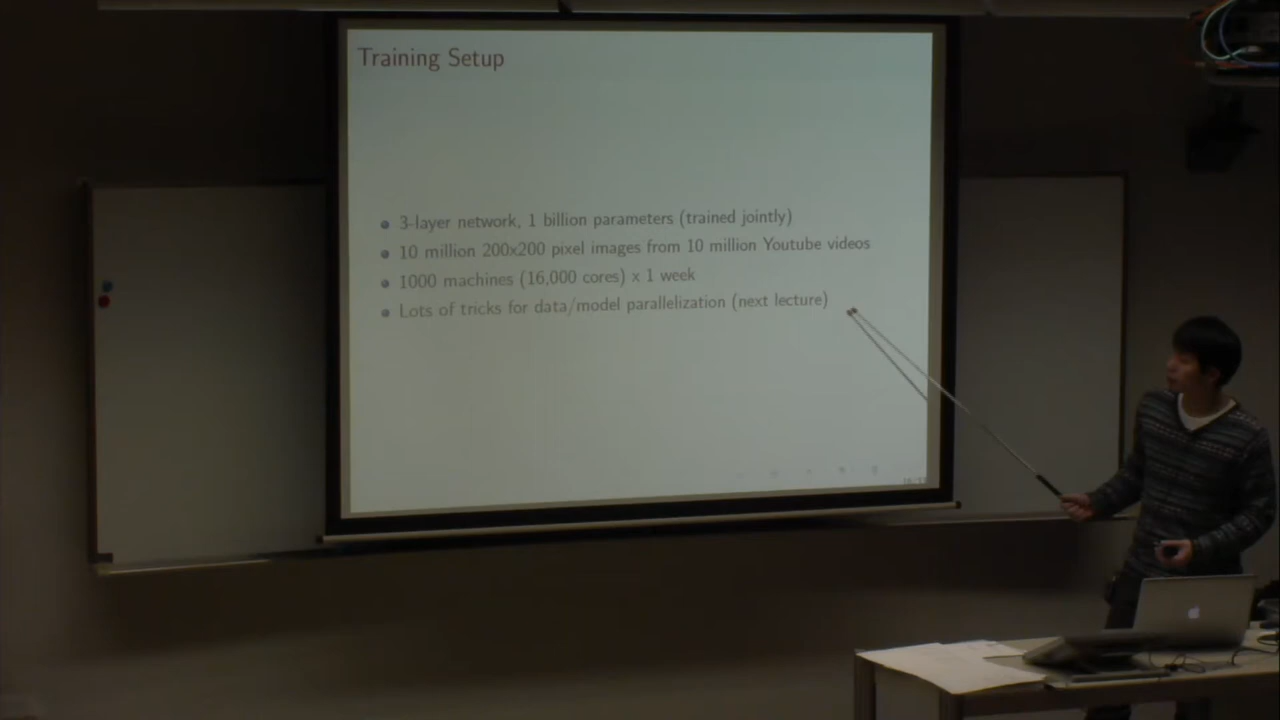 Training Setup
3-layer network, 1 billion parameters (trained jointly)
10 million 200x200 pixel images from 10 million Youtube videos
1000 machines (16,000 cores) x 1 week
Lots of tricks for data/model parallelization (next lecture)